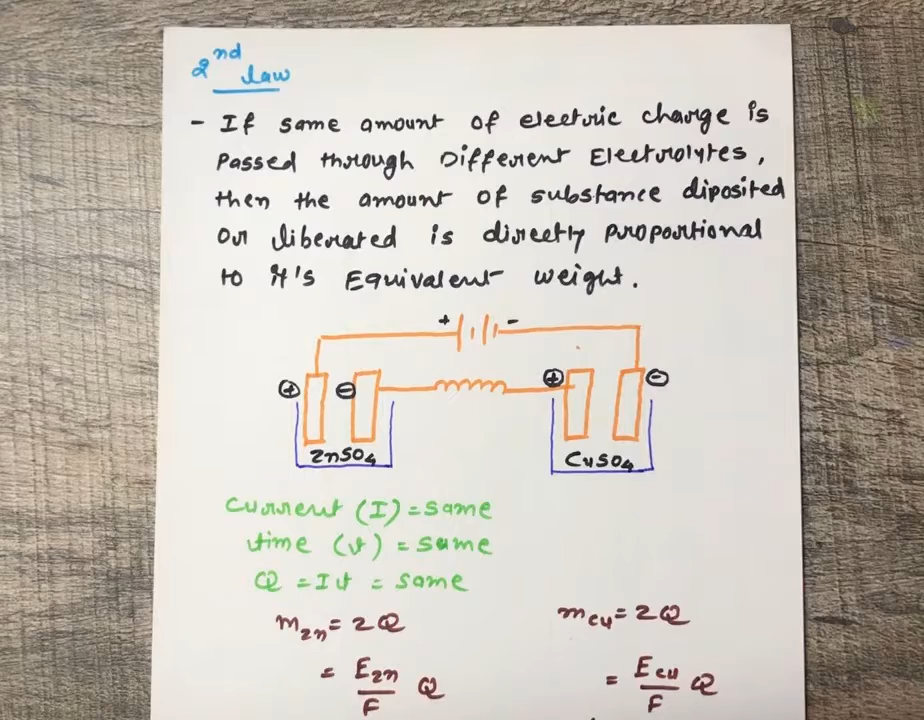 2nd law
- If same amount of electric charge is
Passed through Different Electrolytes,
then the amount of substance diposited
Or liberated is directly proportional
to it's Equivalent weight.
+ -
+ - + -
ZnSO4 CuSO4
Current (I) = same
time (t) = same
Q = It = same
mzn = ZQ mcu = ZQ
= Ezn/F Q = Ecu/F Q